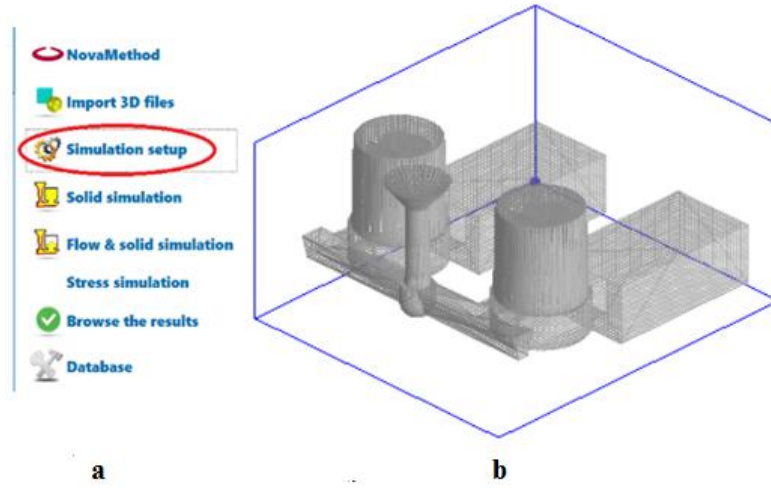 NovaMethod
Import 3D files
Simulation setup
Solid simulation
Flow & solid simulation
Stress simulation
Browse the results
Database
a
b